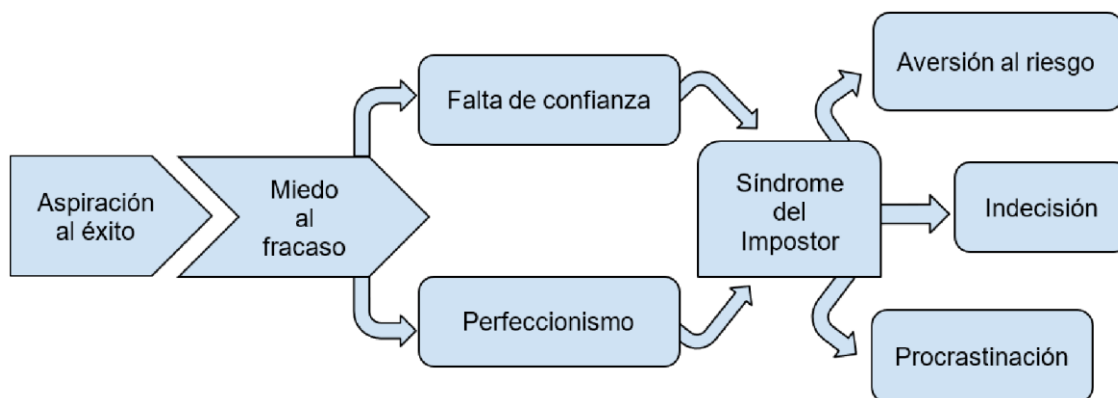 Aspiración
al éxito
Miedo
al
fracaso
Falta de confianza
Perfeccionismo
Síndrome
del
Impostor
Aversión al riesgo
Indecisión
Procrastinación